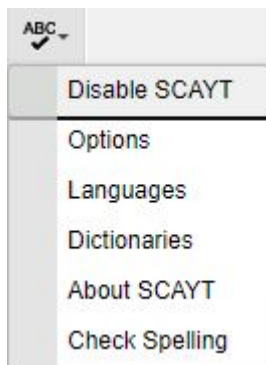 ABC
Disable SCAYT
Options
Languages
Dictionaries
About SCAYT
Check Spelling